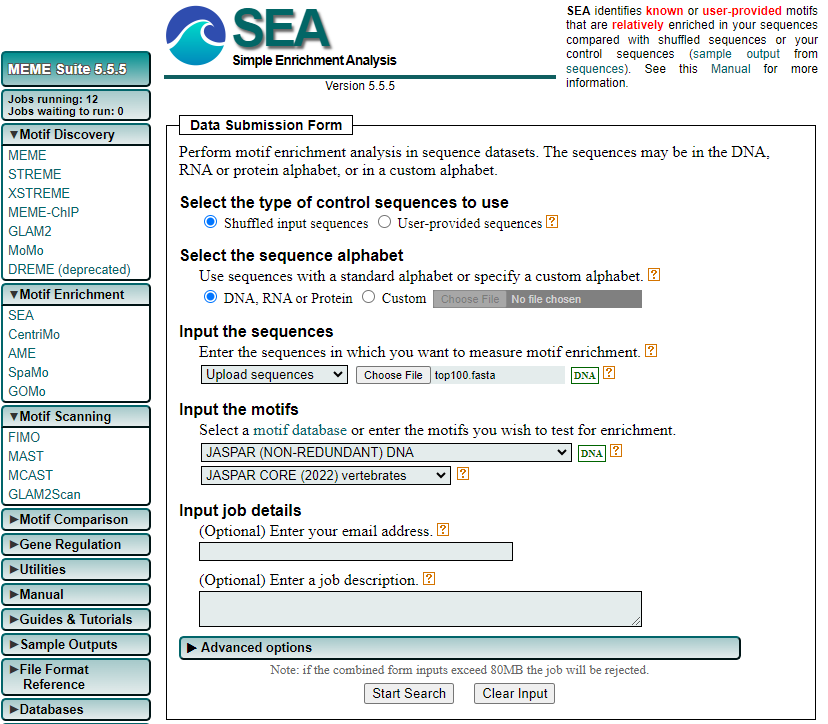 SEA
Simple Enrichment Analysis
Version 5.5.5
SEA identifies known or user-provided motifs
that are relatively enriched in your sequences
compared with shuffled sequences or your
control sequences (sample output from
sequences). See this Manual for more
information.
MEME Suite 5.5.5
Jobs running: 12
Jobs waiting to run: 0
▼Motif Discovery
MEME
STREME
XSTREME
MEME-ChIP
GLAM2
MoMo
DREME (deprecated)
▼Motif Enrichment
SEA
CentriMo
AME
SpaMo
GOMo
▼Motif Scanning
FIMO
MAST
MCAST
GLAM2Scan
►Motif Comparison
►Gene Regulation
►Utilities
►Manual
►Guides & Tutorials
►Sample Outputs
►File Format
Reference
►Databases
Data Submission Form
Perform motif enrichment analysis in sequence datasets. The sequences may be in the DNA,
RNA or protein alphabet, or in a custom alphabet.
Select the type of control sequences to use
Shuffled input sequences User-provided sequences ?
Select the sequence alphabet
Use sequences with a standard alphabet or specify a custom alphabet. ?
DNA, RNA or Protein Custom Choose File No file chosen
Input the sequences
Enter the sequences in which you want to measure motif enrichment. ?
Upload sequences Choose File top100.fasta DNA ?
Input the motifs
Select a motif database or enter the motifs you wish to test for enrichment.
JASPAR (NON-REDUNDANT) DNA DNA ?
JASPAR CORE (2022) vertebrates ?
Input job details
(Optional) Enter your email address. ?
(Optional) Enter a job description. ?
► Advanced options
Note: if the combined form inputs exceed 80MB the job will be rejected.
Start Search Clear Input